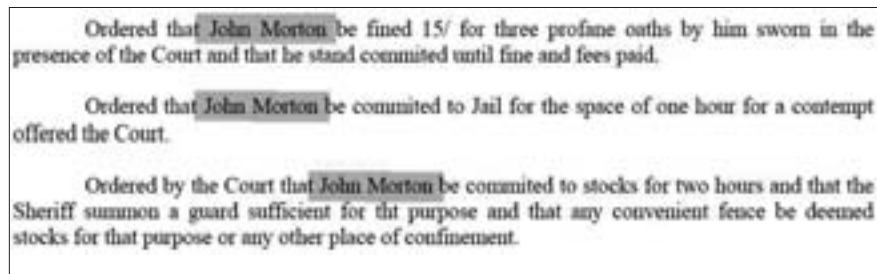 Ordered that John Morton be fined 15/ for three profane oaths by him sworn in the
presence of the Court and that he stand commited until fine and fees paid.
Ordered that John Morton be commited to Jail for the space of one hour for a contempt
offered the Court.
Ordered by the Court that John Morton be commited to stocks for two hours and that the
Sheriff summon a guard sufficient for tht purpose and that any convenient fence be deemed
stocks for that purpose or any other place of confinement.